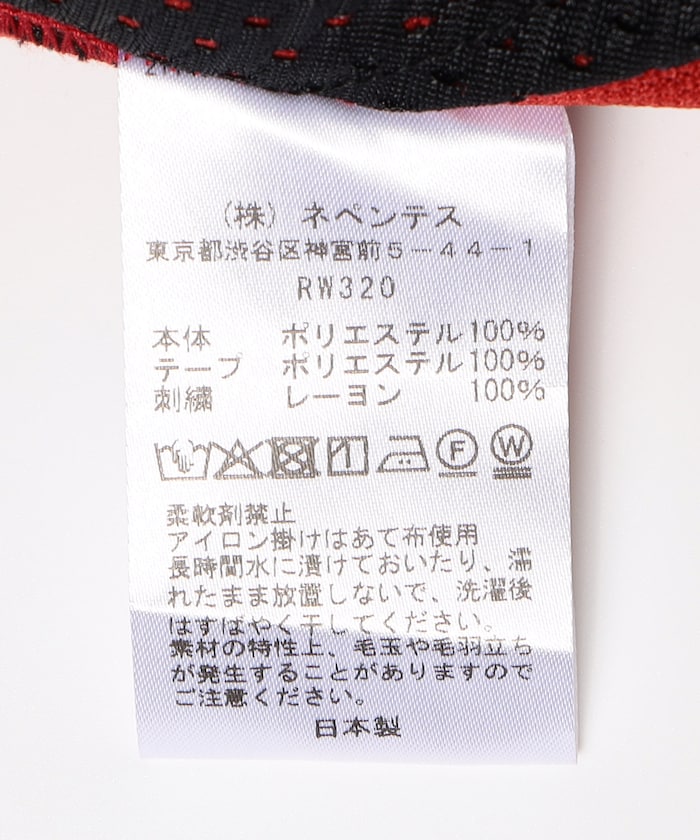 （株）ネペンテス
東京都渋谷区神宮前5－44－1
RW320
本体 ポリエステル100%
テープ ポリエステル100%
刺繍 レーヨン 100%
F W
柔軟剤禁止
アイロン掛けはあて布使用
長時間水に漬けておいたり、濡
れたまま放置しないで、洗濯後
はすばやく干してください。
素材の特性上、毛玉や毛羽立ち
が発生することがありますので
ご注意ください。
日本製